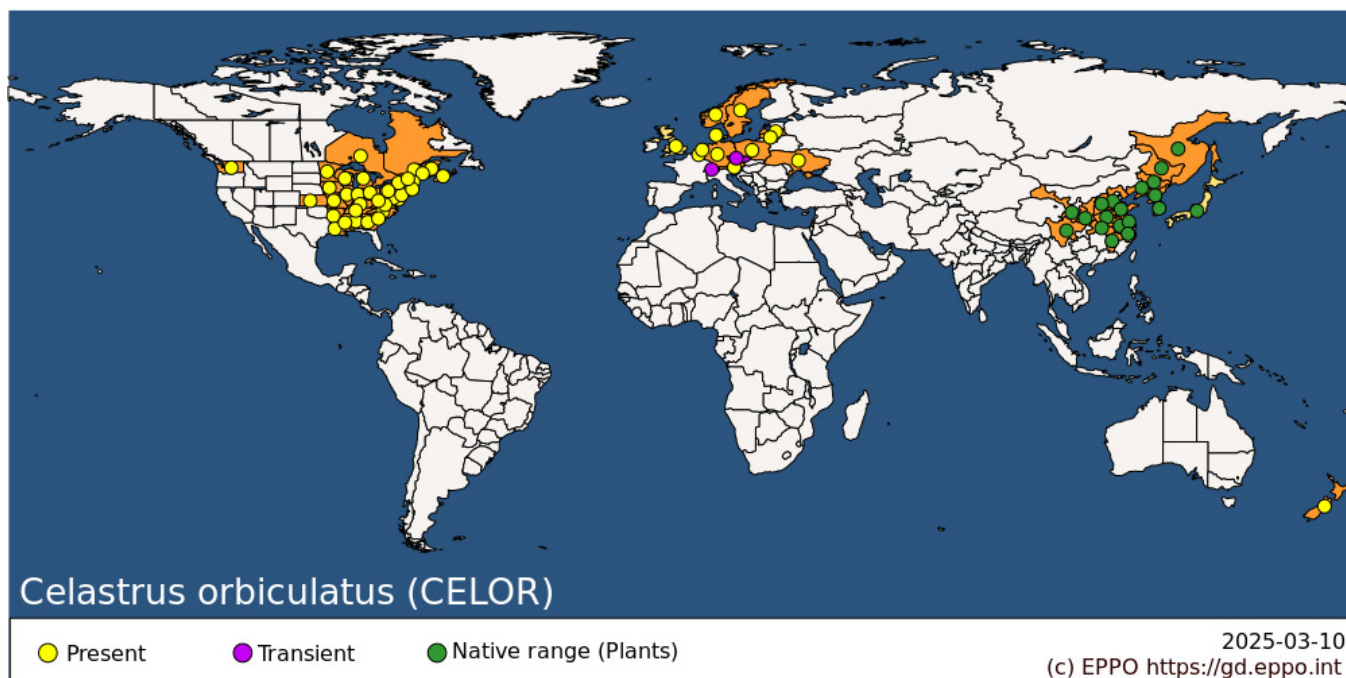 Celastrus orbiculatus (CELOR)
Present
Transient
Native range (Plants)
2025-03-10
(c) EPPO https://gd.eppo.int